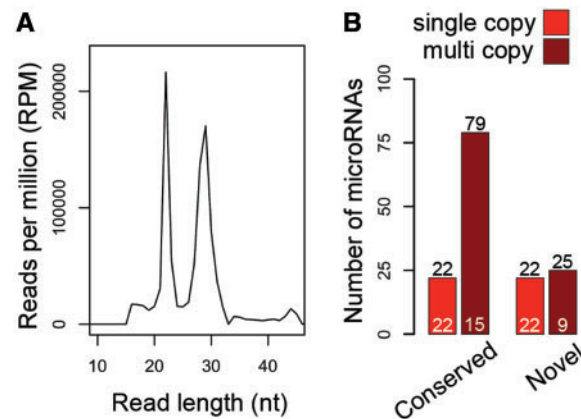 A
Reads per million (RPM)
200000
100000
0
10 20 30 40
Read length (nt)
B
single copy
multi copy
Number of microRNAs
100
75
50
25
0
22 79 22 25
22 15 22 9
Conserved Novel